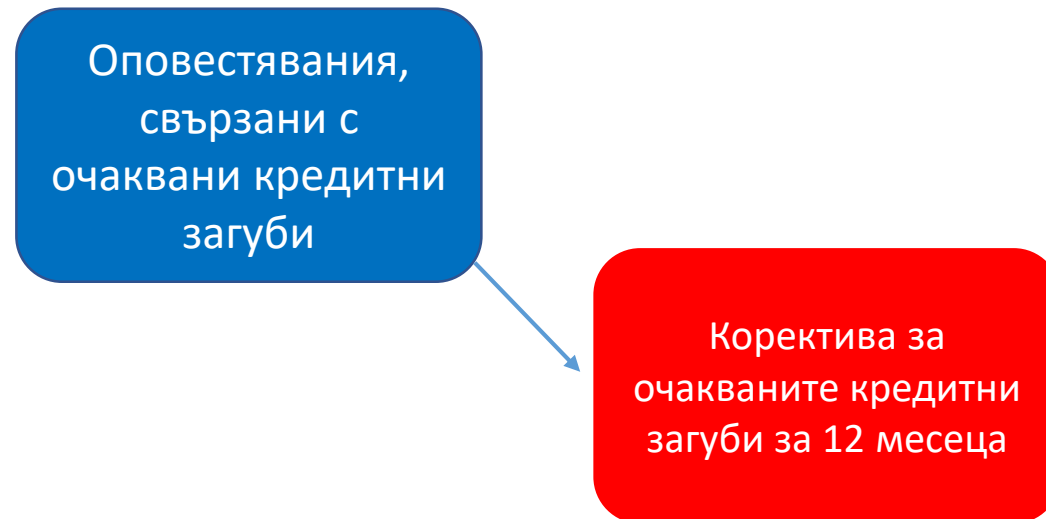 Оповестявания,
свързани с
очаквани кредитни
загуби
Коректива за
очакваните кредитни
загуби за 12 месеца